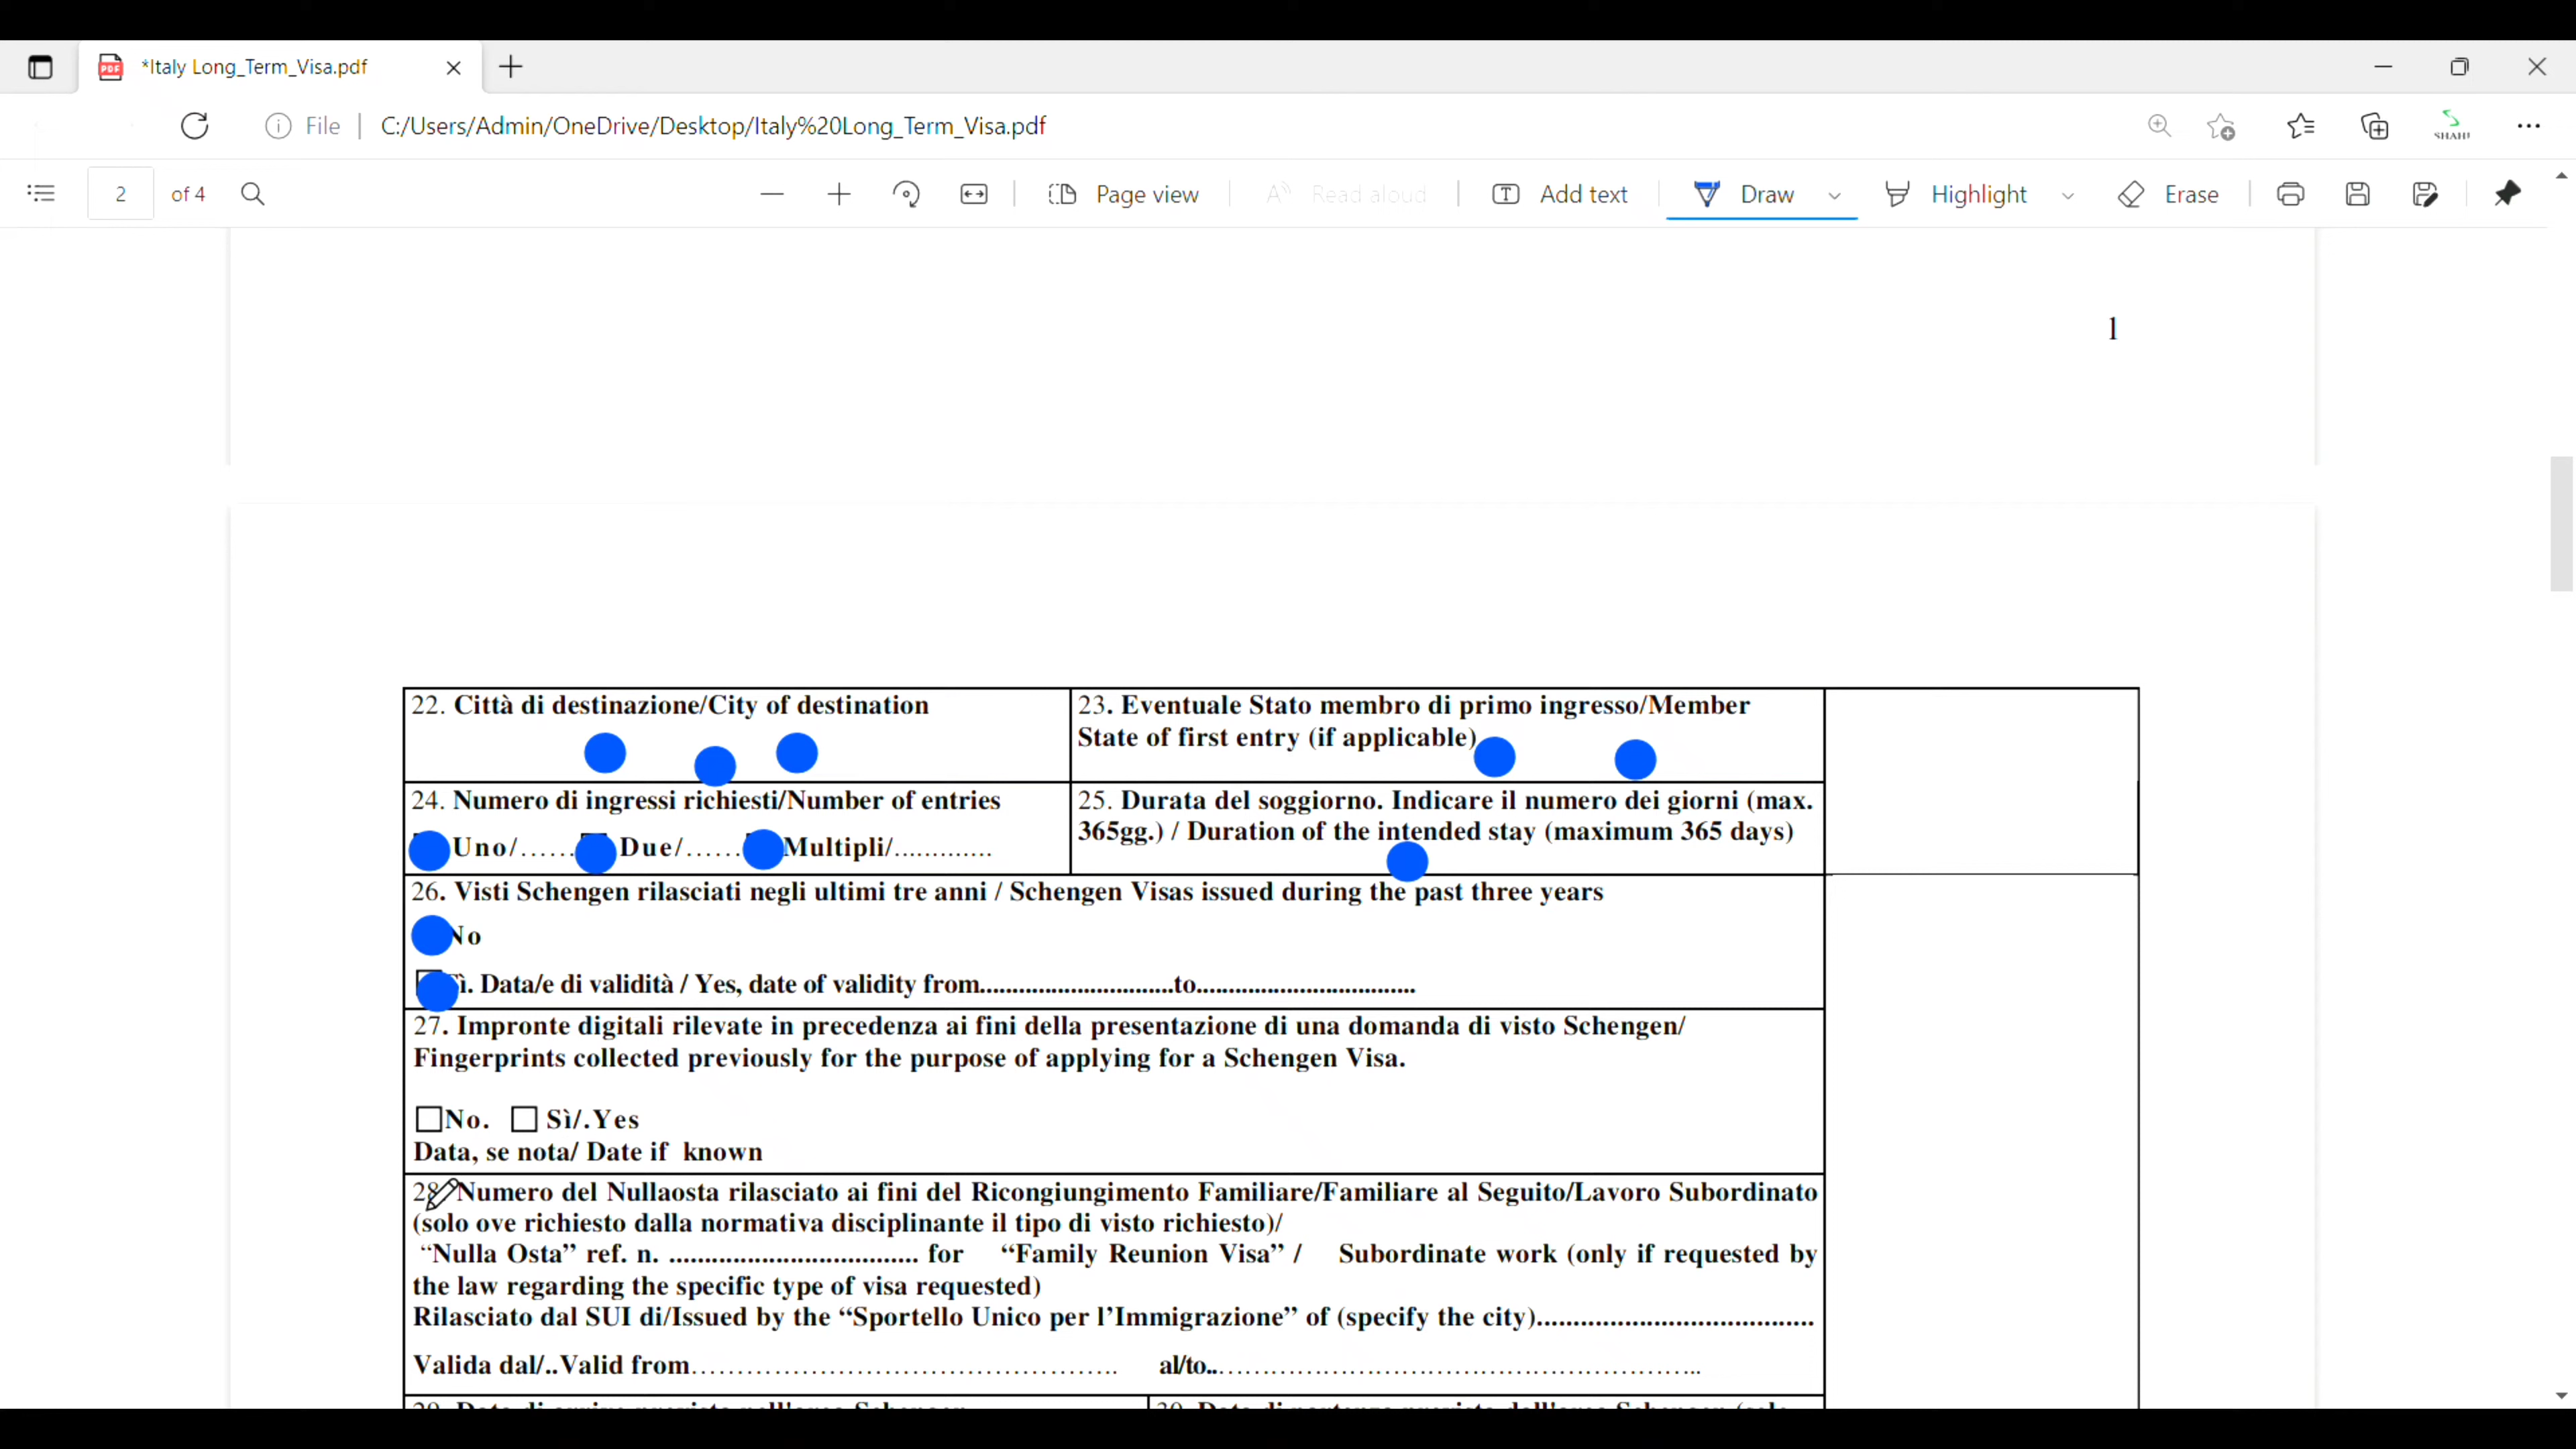 *Italy Long_Term_Visa.pdf
File C:/Users/Admin/OneDrive/Desktop/Italy%20Long_Term_Visa.pdf
SHAH!
2 of 4 Page view Read aloud Add text Draw Highlight Erase
1
22. Città di destinazione/City of destination
23. Eventuale Stato membro di primo ingresso/Member
State of first entry (if applicable)
24. Numero di ingressi richiesti/Number of entries
Uno/...... Due/...... Multipli/.............
25. Durata del soggiorno. Indicare il numero dei giorni (max.
365gg.) / Duration of the intended stay (maximum 365 days)
26. Visti Schengen rilasciati negli ultimi tre anni / Schengen Visas issued during the past three years
No
ì. Data/e di validità / Yes, date of validity from..............................to..................................
27. Impronte digitali rilevate in precedenza ai fini della presentazione di una domanda di visto Schengen/
Fingerprints collected previously for the purpose of applying for a Schengen Visa.
No. Sì/.Yes
Data, se nota/ Date if known
28 Numero del Nullaosta rilasciato ai fini del Ricongiungimento Familiare/Familiare al Seguito/Lavoro Subordinato
(solo ove richiesto dalla normativa disciplinante il tipo di visto richiesto)/
“Nulla Osta” ref. n. ................................... for “Family Reunion Visa” / Subordinate work (only if requested by
the law regarding the specific type of visa requested)
Rilasciato dal SUI di/Issued by the “Sportello Unico per l’Immigrazione” of (specify the city)......................................
Valida dal/..Valid from............................................... al/to.......................................................